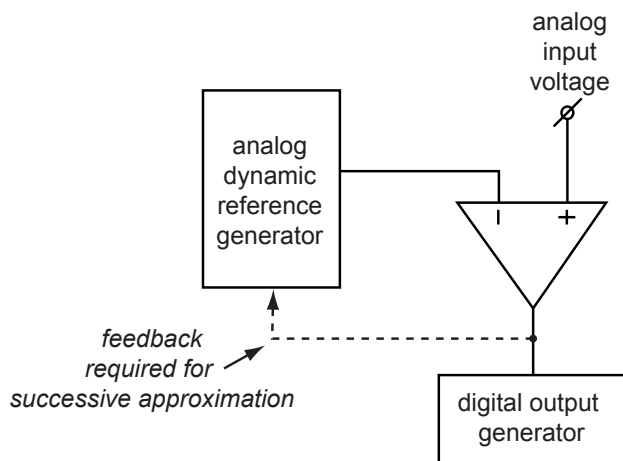 analog
input
voltage
analog
dynamic
reference
generator
– +
feedback
required for
successive approximation
digital output
generator